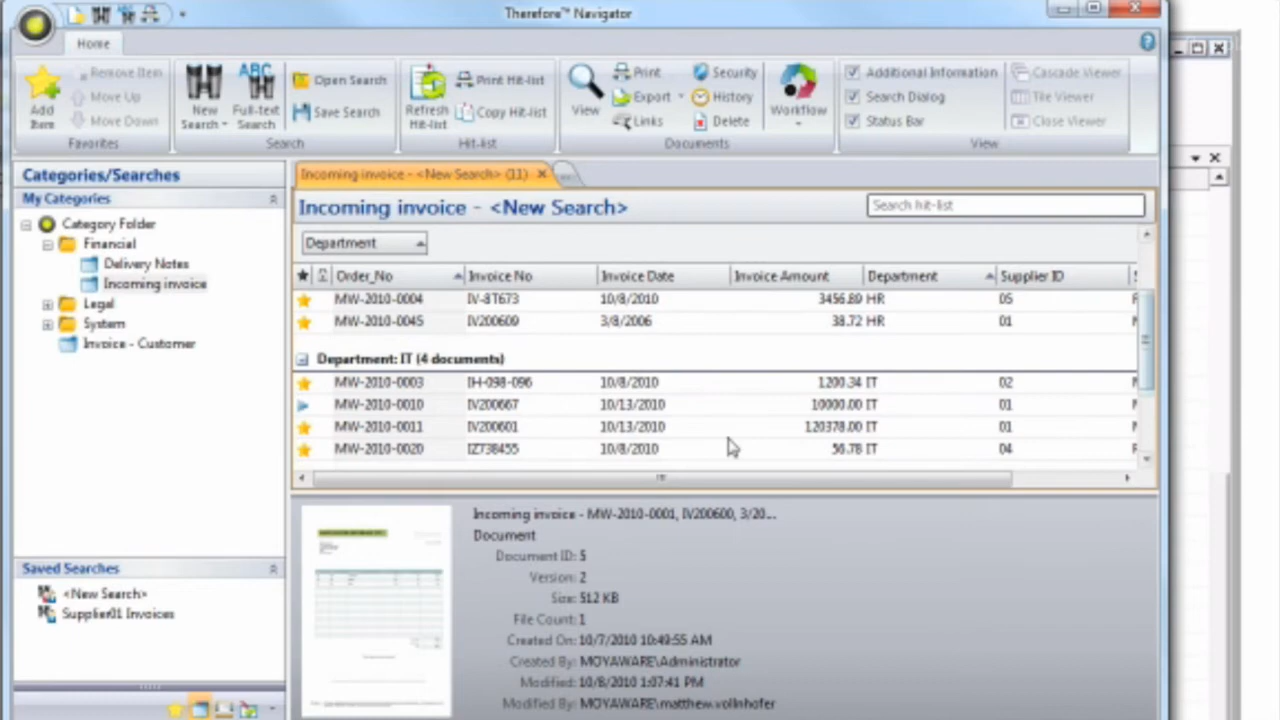 Therefore™ Navigator
Home
Add Item
Remove Item
Move Up
Move Down
Favorites
New Search
Full-text Search
Open Search
Save Search
Search
Refresh Hit-list
Print Hit-list
Copy Hit-list
Hit-list
View
Print
Export
Links
Security
History
Delete
Documents
Workflow
Additional Information
Search Dialog
Status Bar
Cascade Viewer
Tile Viewer
Close Viewer
View
Categories/Searches
My Categories
Category Folder
Financial
Delivery Notes
Incoming invoice
Legal
System
Invoice - Customer
Saved Searches
<New Search>
Supplier01 Invoices
Incoming invoice - <New Search> (11)
Incoming invoice - <New Search>
Search hit-list
Department
Order_No Invoice No Invoice Date Invoice Amount Department Supplier ID
MW-2010-0004 IV-8T673 10/8/2010 3456.89 HR 05
MW-2010-0045 IV200609 3/8/2006 38.72 HR 01
Department: IT (4 documents)
MW-2010-0003 IH-098-096 10/8/2010 1200.34 IT 02
MW-2010-0010 IV200667 10/13/2010 10000.00 IT 01
MW-2010-0011 IV200601 10/13/2010 120378.00 IT 01
MW-2010-0020 IZ738455 10/8/2010 56.78 IT 04
Incoming invoice - MW-2010-0001, IV200600, 3/20...
Document
Document ID: 5
Version: 2
Size: 512 KB
File Count: 1
Created On: 10/7/2010 10:49:55 AM
Created By: MOYAWARE\Administrator
Modified: 10/8/2010 1:07:41 PM
Modified By: MOYAWARE\matthew.vollnhofer